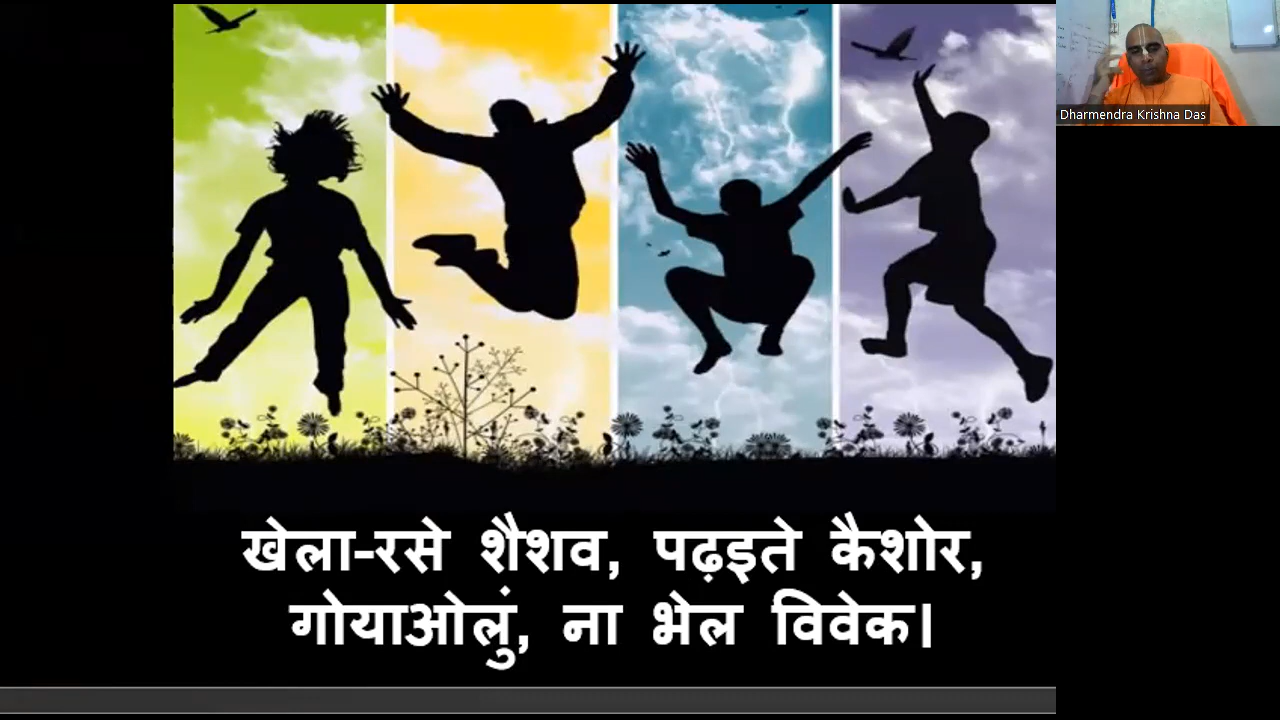 Dharmendra Krishna Das
खेला-रसे शैशव, पढ़इते कैशोर,
गोयाओलुं, ना भेल विवेक।